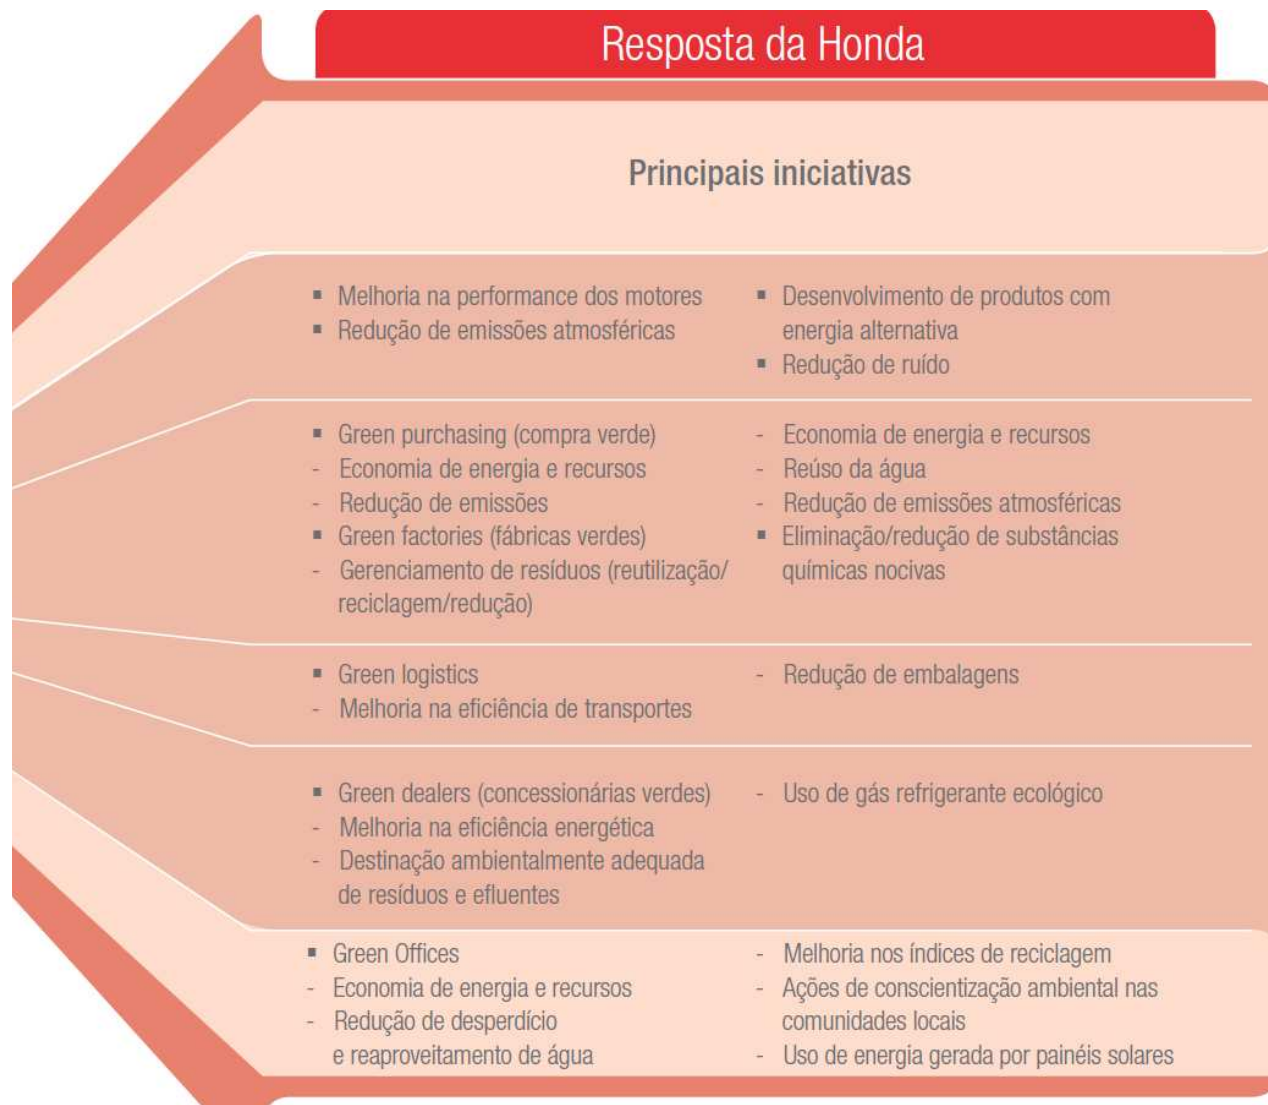 Resposta da Honda
Principais iniciativas
▪ Melhoria na performance dos motores
▪ Redução de emissões atmosféricas
▪ Desenvolvimento de produtos com
energia alternativa
▪ Redução de ruído
▪ Green purchasing (compra verde)
- Economia de energia e recursos
- Redução de emissões
▪ Green factories (fábricas verdes)
- Gerenciamento de resíduos (reutilização/
reciclagem/redução)
- Economia de energia e recursos
- Reúso da água
- Redução de emissões atmosféricas
▪ Eliminação/redução de substâncias
químicas nocivas
▪ Green logistics
- Melhoria na eficiência de transportes
- Redução de embalagens
▪ Green dealers (concessionárias verdes)
- Melhoria na eficiência energética
- Destinação ambientalmente adequada
de resíduos e efluentes
- Uso de gás refrigerante ecológico
▪ Green Offices
- Economia de energia e recursos
- Redução de desperdício
e reaproveitamento de água
- Melhoria nos índices de reciclagem
- Ações de conscientização ambiental nas
comunidades locais
- Uso de energia gerada por painéis solares